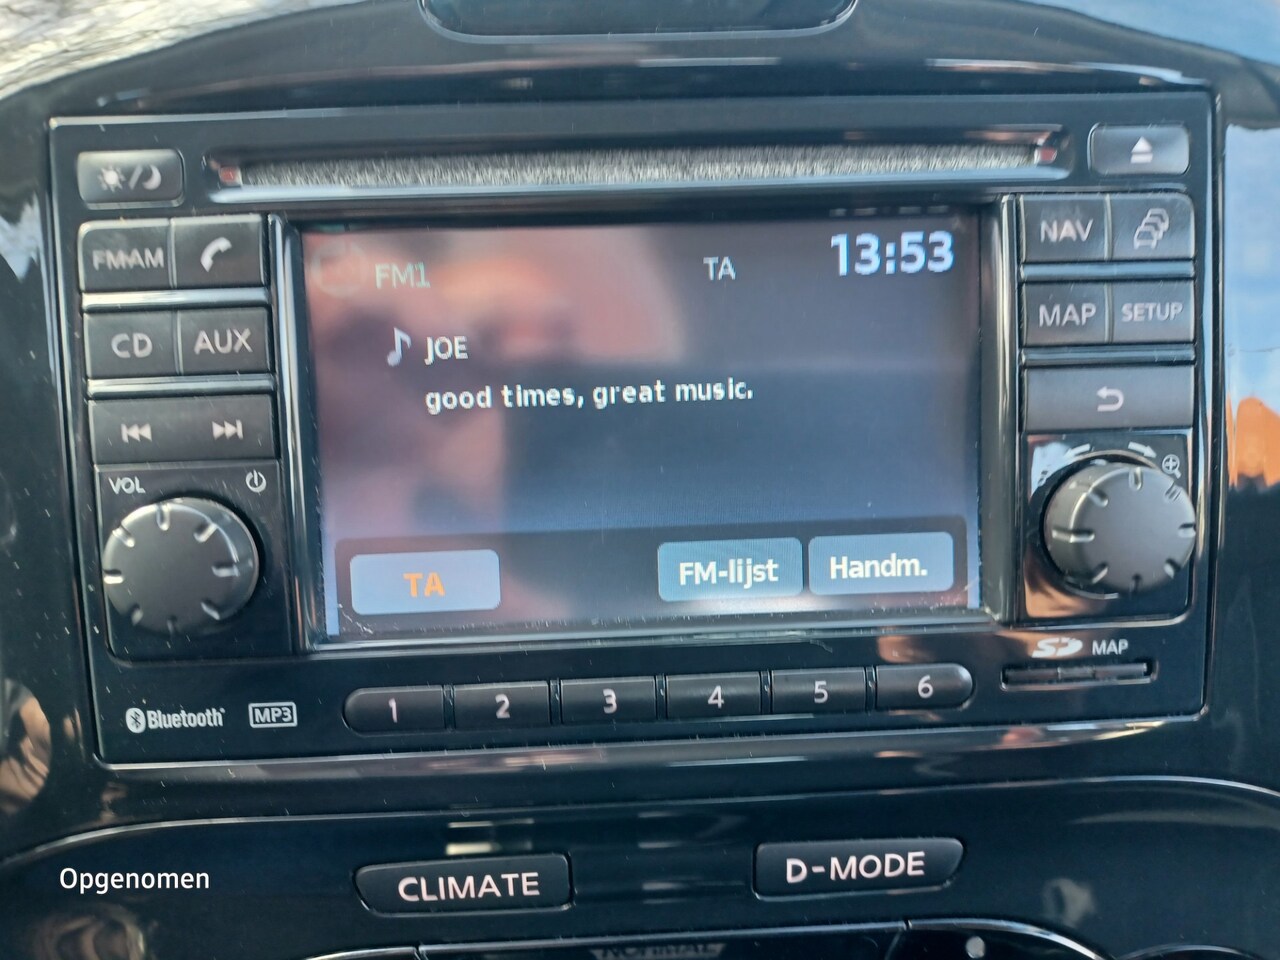 FM·AM
CD
AUX
VOL
FM1
TA
13:53
JOE
good times, great music.
TA
FM-lijst
Handm.
NAV
MAP
SETUP
SD MAP
Bluetooth
MP3
1
2
3
4
5
6
Opgenomen
CLIMATE
D-MODE
NORMAL